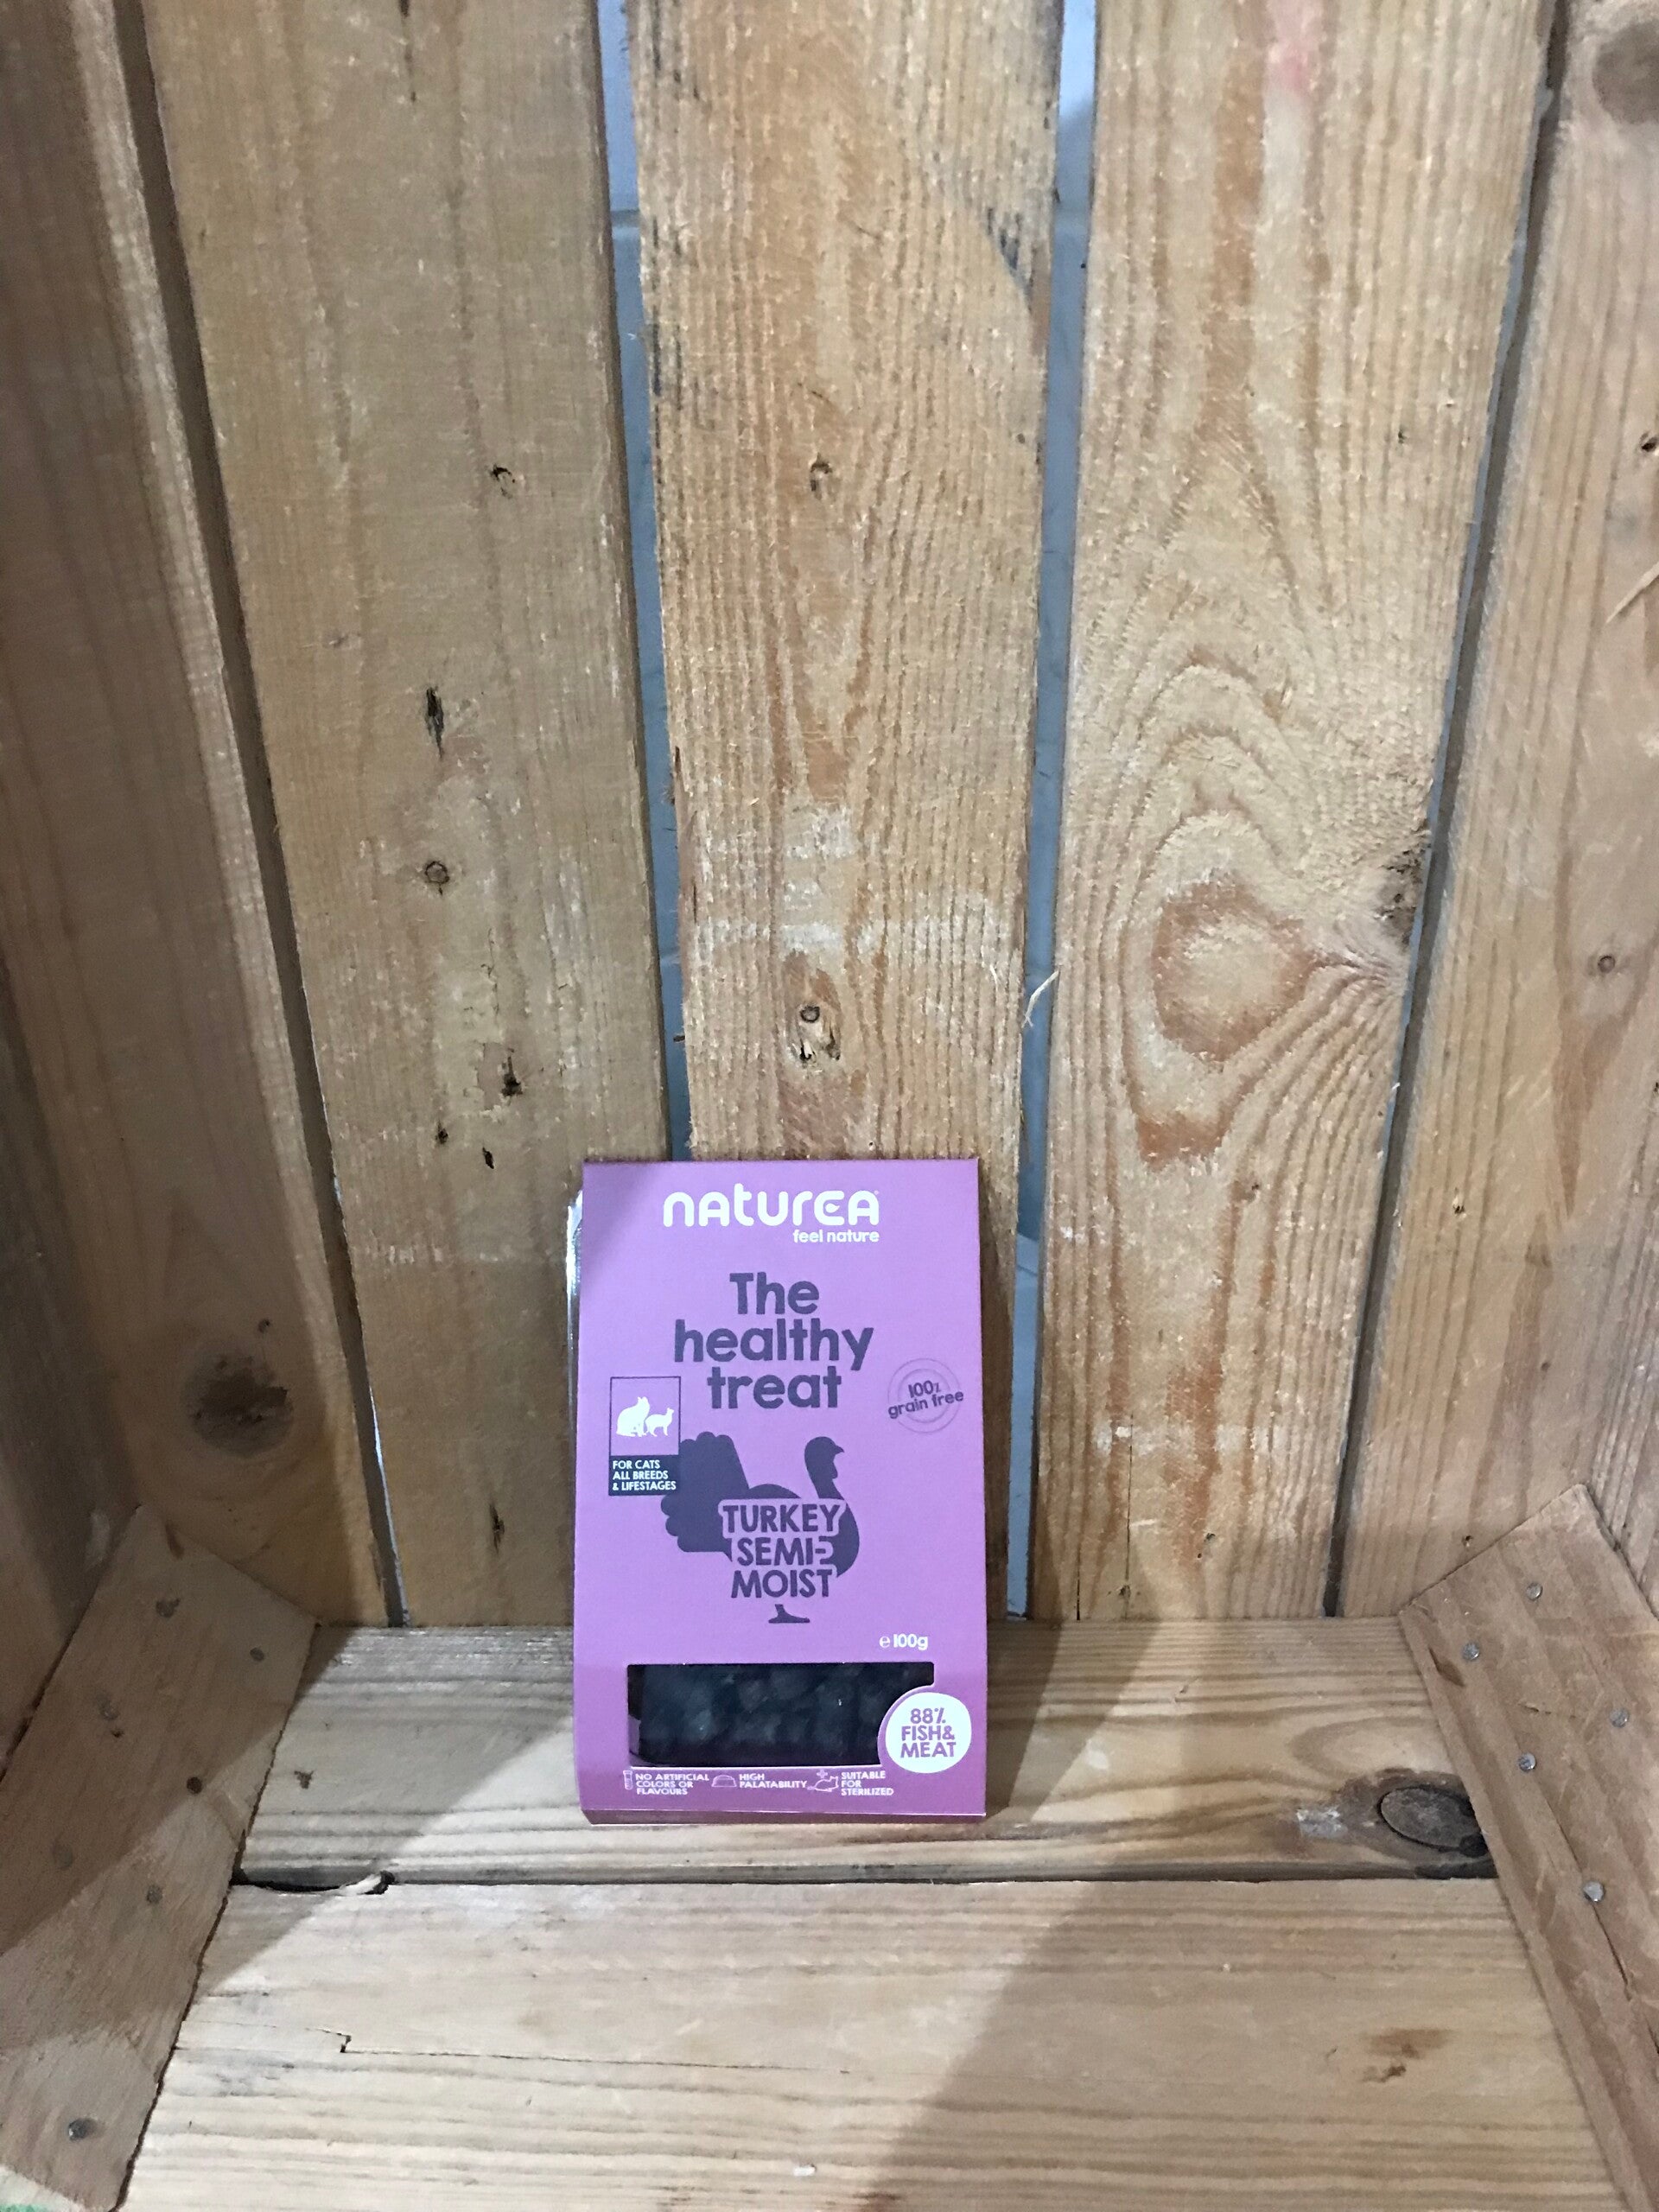 naturea
feel nature
The
healthy
treat
100%
grain free
FOR CATS
ALL BREEDS
& LIFESTAGES
TURKEY
SEMI-
MOIST
e 100g
88%
FISH&
MEAT
NO ARTIFICIAL
COLORS OR
FLAVOURS
HIGH
PALATABILITY
SUITABLE
FOR
STERILIZED